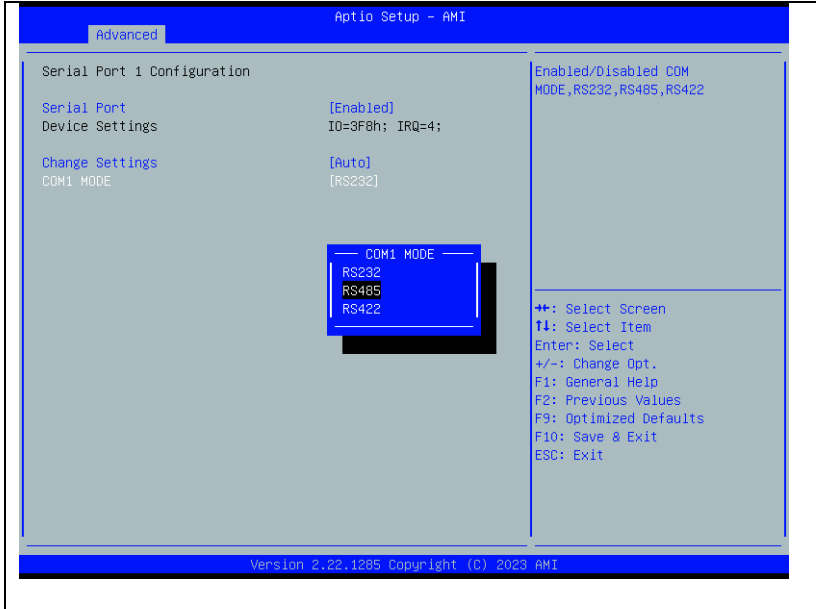 Aptio Setup – AMI
Advanced
Serial Port 1 Configuration
Serial Port [Enabled]
Device Settings IO=3F8h; IRQ=4;
Change Settings [Auto]
COM1 MODE [RS232]
COM1 MODE
RS232
RS485
RS422
Enabled/Disabled COM
MODE,RS232,RS485,RS422
→←: Select Screen
↑↓: Select Item
Enter: Select
+/-: Change Opt.
F1: General Help
F2: Previous Values
F9: Optimized Defaults
F10: Save & Exit
ESC: Exit
Version 2.22.1285 Copyright (C) 2023 AMI